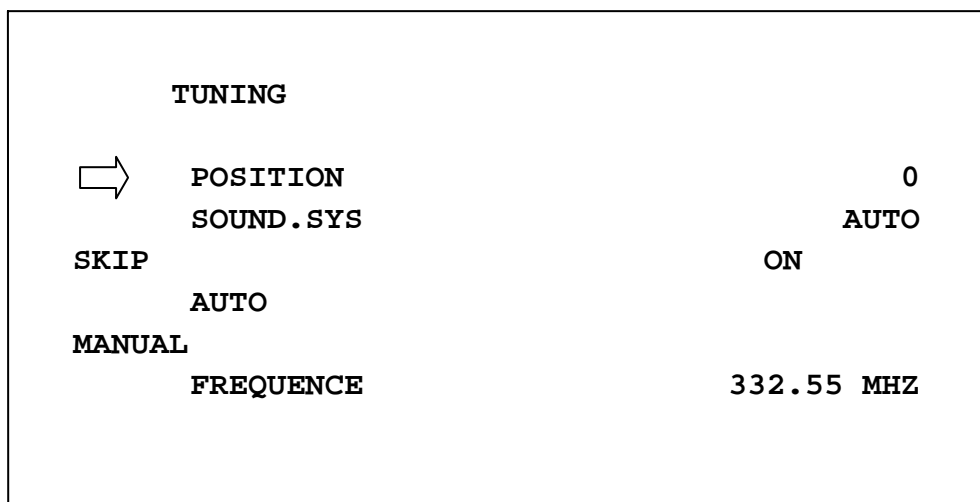 TUNING
POSITION 0
SOUND.SYS AUTO
SKIP ON
AUTO
MANUAL
FREQUENCE 332.55 MHZ